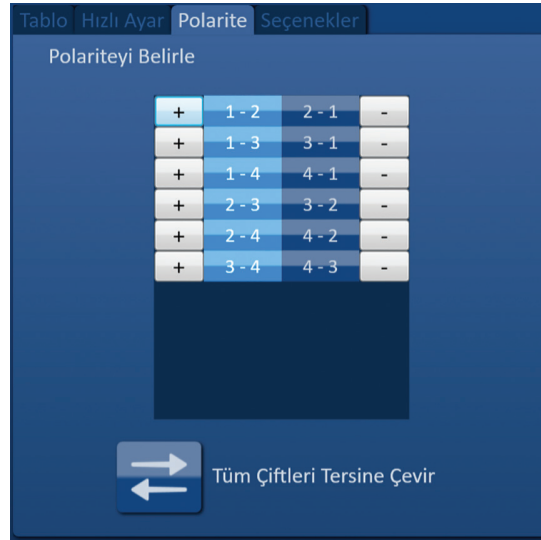 Tablo Hızlı Ayar Polarite Seçenekler
Polariteyi Belirle
+ 1 - 2 2 - 1 -
+ 1 - 3 3 - 1 -
+ 1 - 4 4 - 1 -
+ 2 - 3 3 - 2 -
+ 2 - 4 4 - 2 -
+ 3 - 4 4 - 3 -
Tüm Çiftleri Tersine Çevir